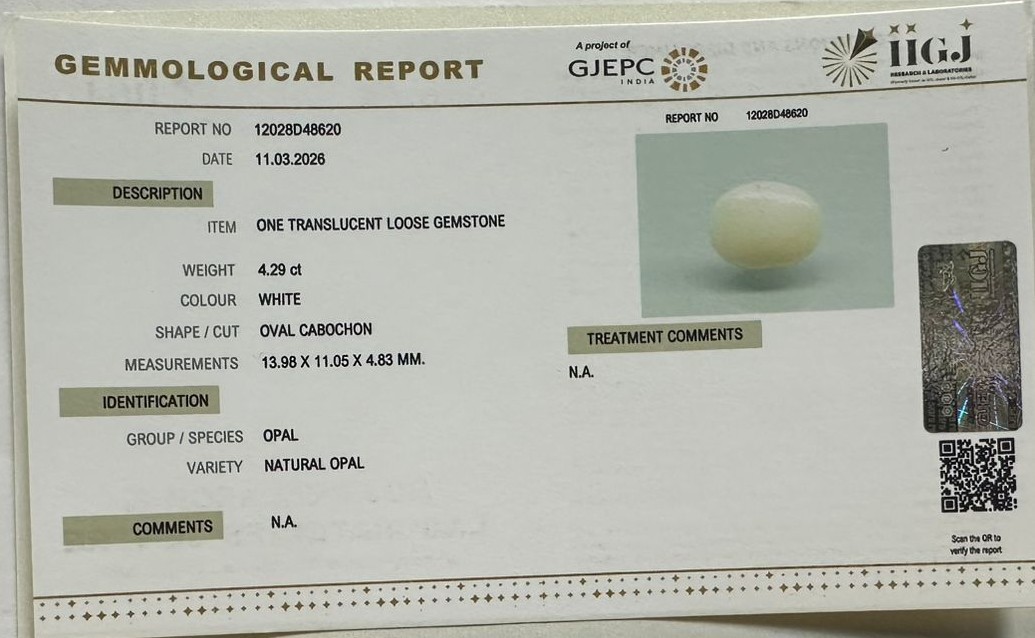 GEMMOLOGICAL REPORT
A project of
GJEPC
INDIA
IIGJ
RESEARCH & LABORATORIES
REPORT NO 12028D48620
DATE 11.03.2026
DESCRIPTION
ITEM ONE TRANSLUCENT LOOSE GEMSTONE
WEIGHT 4.29 ct
COLOUR WHITE
SHAPE / CUT OVAL CABOCHON
MEASUREMENTS 13.98 X 11.05 X 4.83 MM.
IDENTIFICATION
GROUP / SPECIES OPAL
VARIETY NATURAL OPAL
COMMENTS N.A.
REPORT NO 12028D48620
TREATMENT COMMENTS
N.A.
IIGJ
Scan the QR to
verify the report